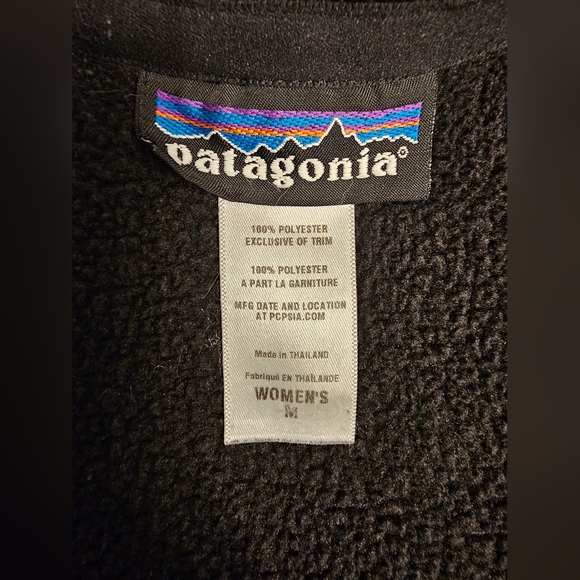 patagonia®
100% POLYESTER
EXCLUSIVE OF TRIM
100% POLYESTER
A PART LA GARNITURE
MFG DATE AND LOCATION
AT PCPSIA.COM
Made in THAILAND
Fabriqué EN THAÏLANDE
WOMEN'S
M